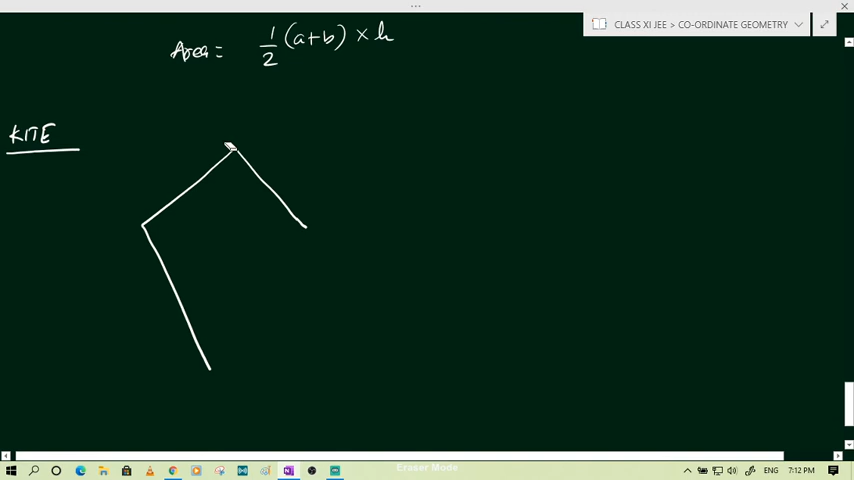 CLASS XI JEE > CO-ORDINATE GEOMETRY
Area = 1/2 (a+b) × h
KITE
Eraser Mode
ENG
7:12 PM